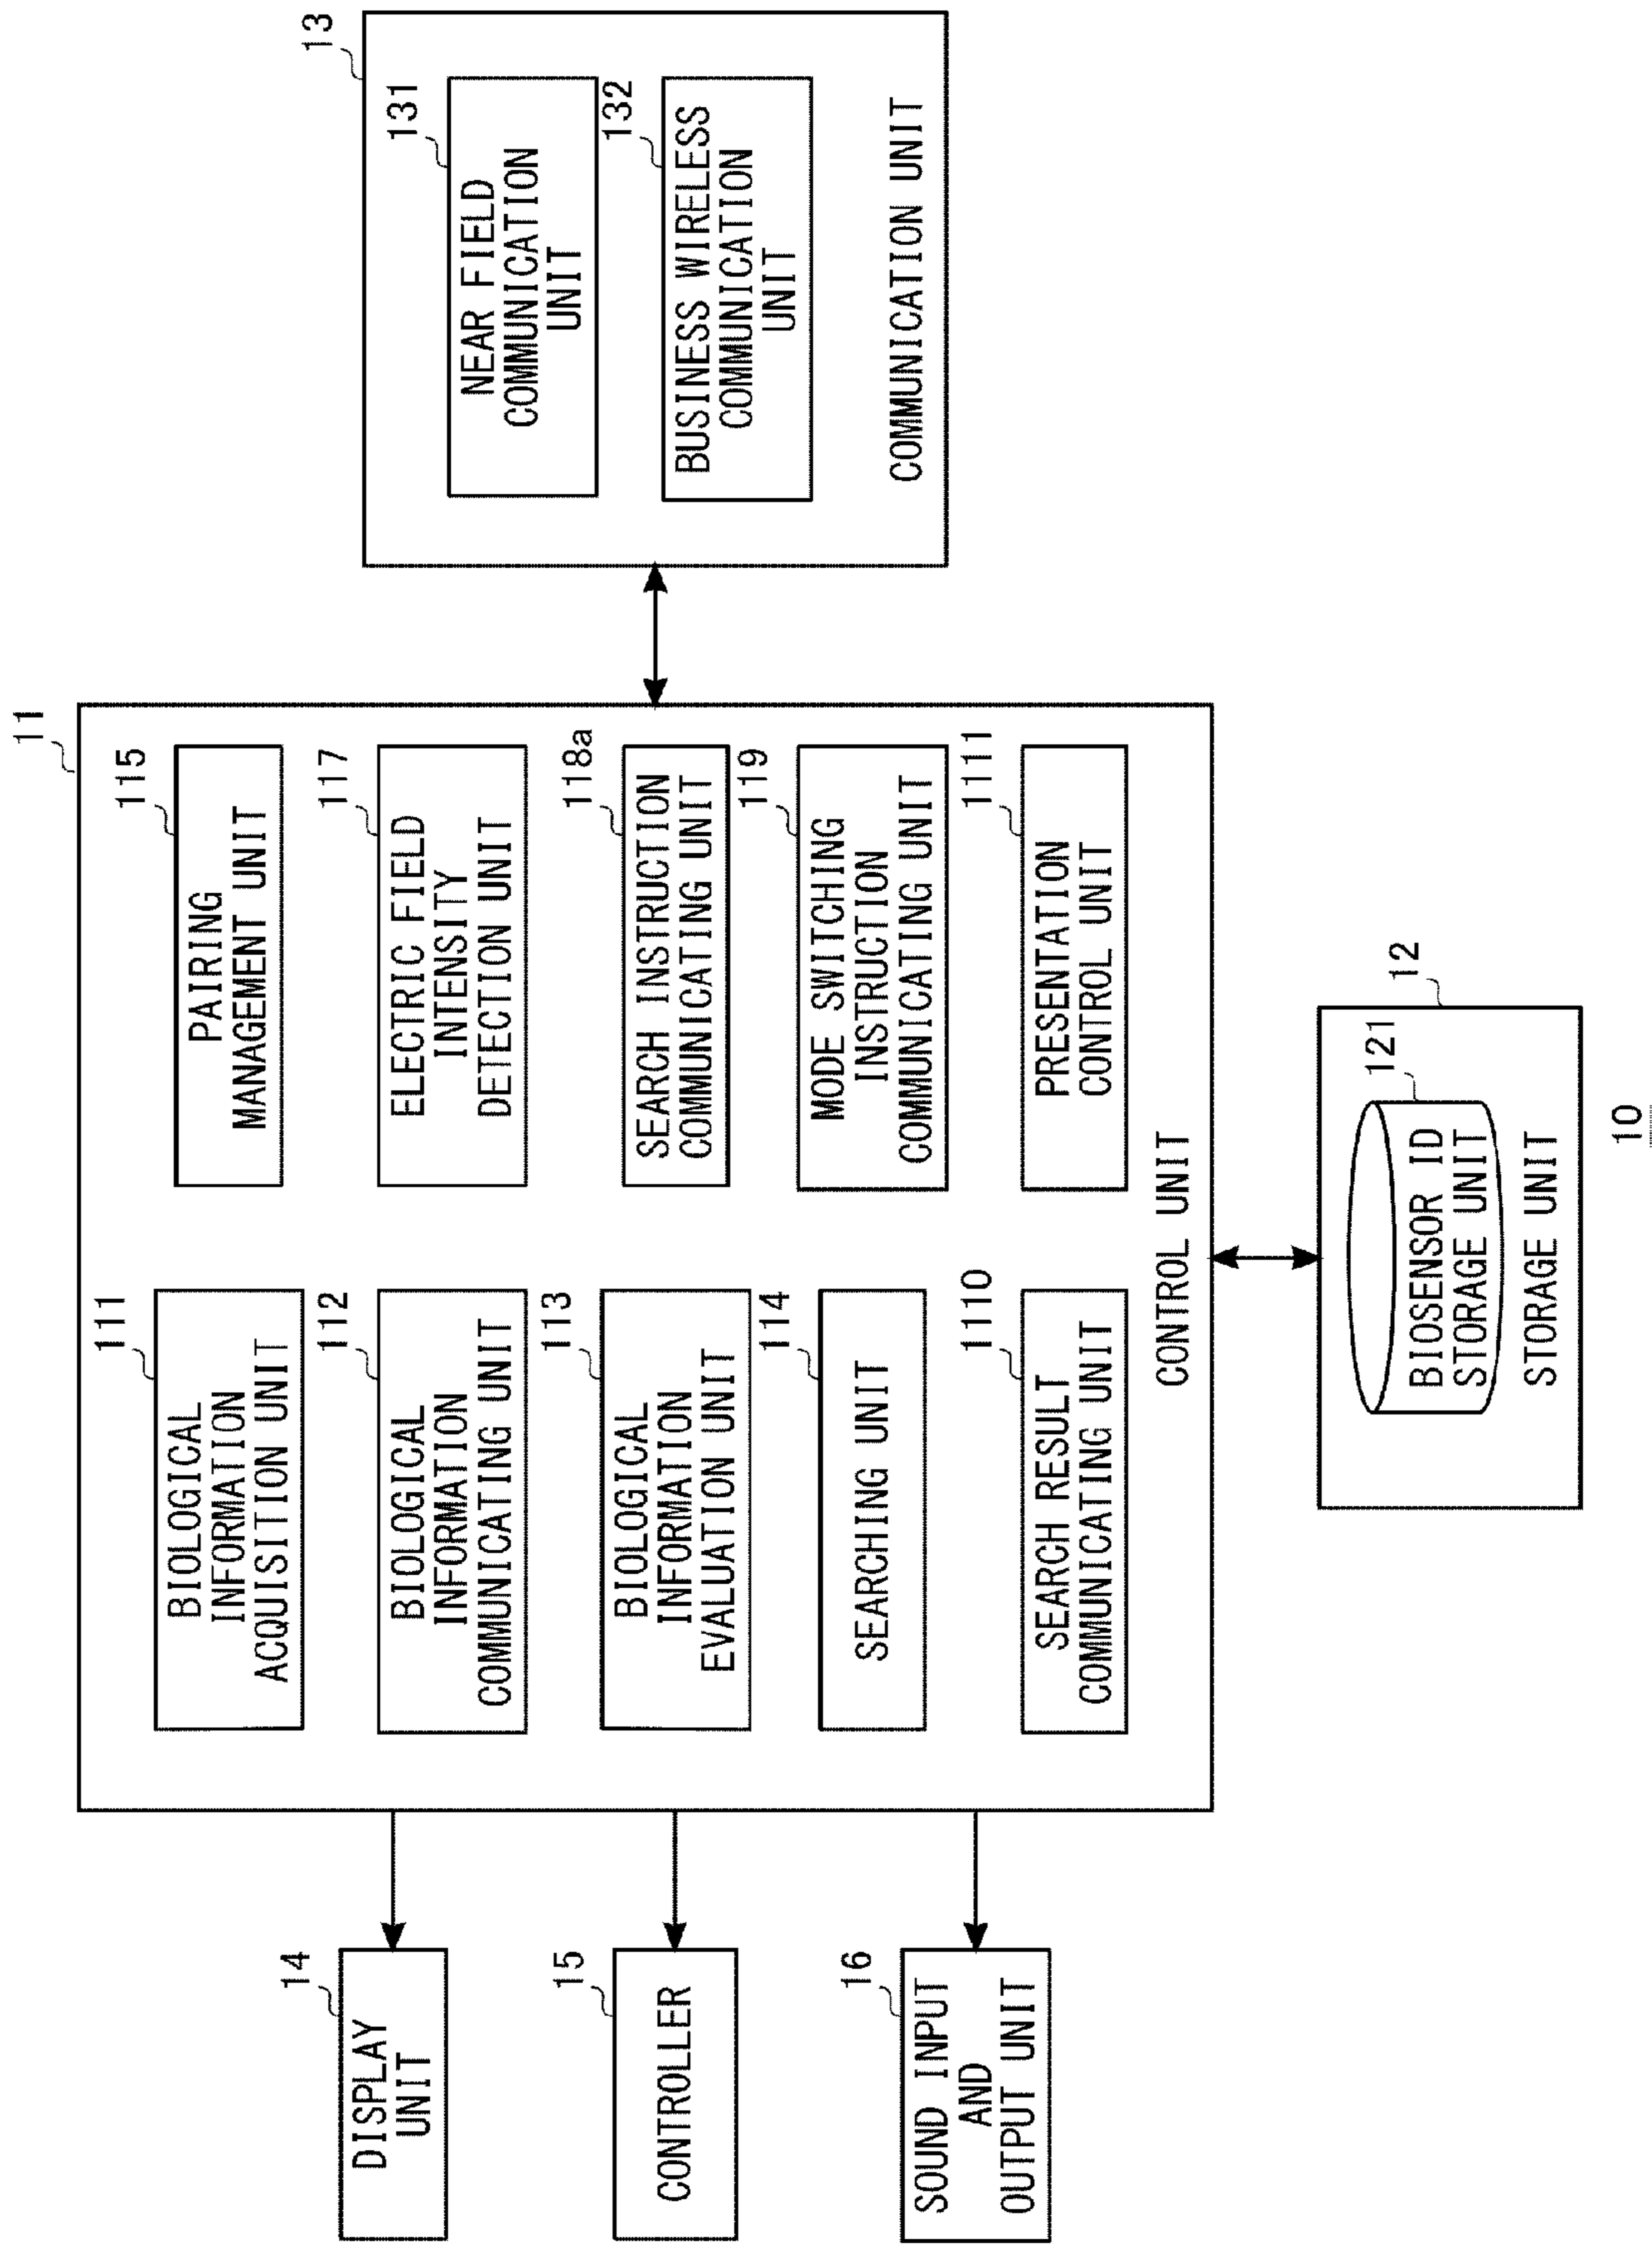 10
11
111
BIOLOGICAL
INFORMATION
ACQUISITION UNIT
112
BIOLOGICAL
INFORMATION
COMMUNICATING UNIT
113
BIOLOGICAL
INFORMATION
EVALUATION UNIT
114
SEARCHING UNIT
1110
SEARCH RESULT
COMMUNICATING UNIT
115
PAIRING
MANAGEMENT UNIT
117
ELECTRIC FIELD
INTENSITY
DETECTION UNIT
118a
SEARCH INSTRUCTION
COMMUNICATING UNIT
119
MODE SWITCHING
INSTRUCTION
COMMUNICATING UNIT
1111
PRESENTATION
CONTROL UNIT
CONTROL UNIT
13
131
NEAR FIELD
COMMUNICATION
UNIT
132
BUSINESS WIRELESS
COMMUNICATION
UNIT
COMMUNICATION UNIT
14
DISPLAY
UNIT
15
CONTROLLER
16
SOUND INPUT
AND
OUTPUT UNIT
12
121
BIOSENSOR ID
STORAGE UNIT
STORAGE UNIT